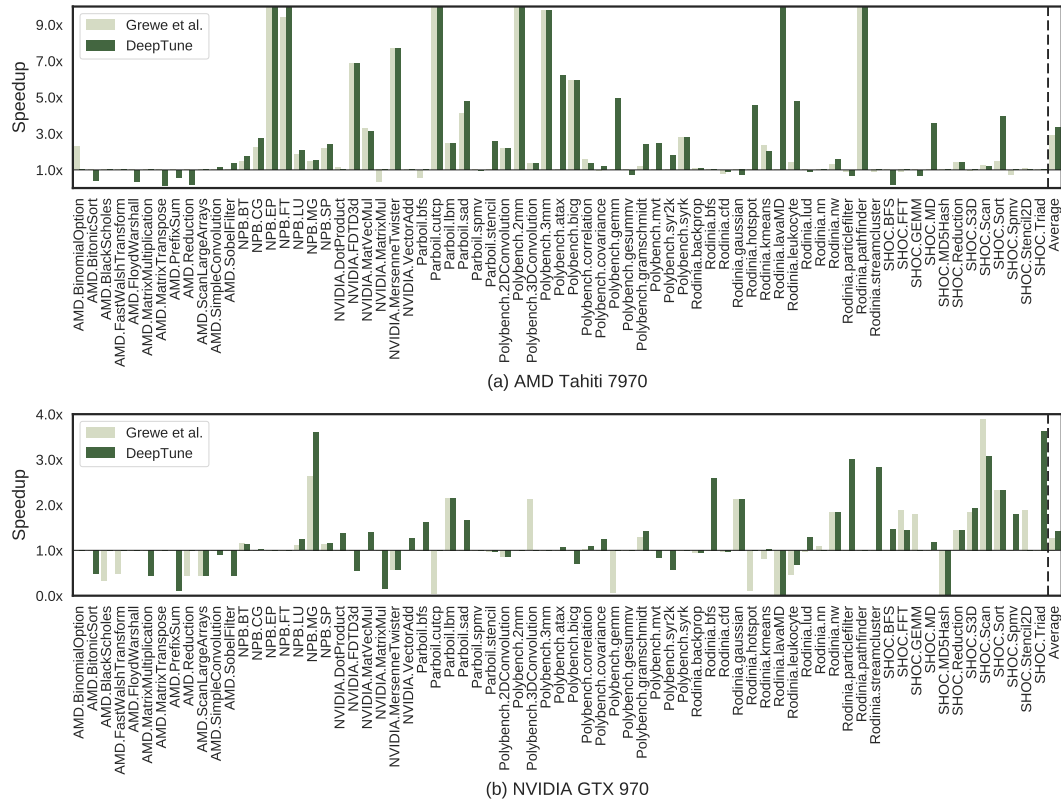 Grewe et al.
DeepTune
Speedup
9.0x
7.0x
5.0x
3.0x
1.0x
AMD.BinomialOption
AMD.BitonicSort
AMD.BlackScholes
AMD.FastWalshTransform
AMD.FloydWarshall
AMD.MatrixMultiplication
AMD.MatrixTranspose
AMD.PrefixSum
AMD.Reduction
AMD.ScanLargeArrays
AMD.SimpleConvolution
AMD.SobelFilter
NPB.BT
NPB.CG
NPB.EP
NPB.FT
NPB.LU
NPB.MG
NPB.SP
NVIDIA.DotProduct
NVIDIA.FDTD3d
NVIDIA.MatVecMul
NVIDIA.MatrixMul
NVIDIA.MersenneTwister
NVIDIA.VectorAdd
Parboil.bfs
Parboil.cutcp
Parboil.lbm
Parboil.sad
Parboil.spmv
Parboil.stencil
Polybench.2DConvolution
Polybench.2mm
Polybench.3DConvolution
Polybench.3mm
Polybench.atax
Polybench.bicg
Polybench.correlation
Polybench.covariance
Polybench.gemm
Polybench.gesummv
Polybench.gramschmidt
Polybench.mvt
Polybench.syr2k
Polybench.syrk
Rodinia.backprop
Rodinia.bfs
Rodinia.cfd
Rodinia.gaussian
Rodinia.hotspot
Rodinia.kmeans
Rodinia.lavaMD
Rodinia.leukocyte
Rodinia.lud
Rodinia.nn
Rodinia.nw
Rodinia.particlefilter
Rodinia.pathfinder
Rodinia.streamcluster
SHOC.BFS
SHOC.FFT
SHOC.GEMM
SHOC.MD
SHOC.MD5Hash
SHOC.Reduction
SHOC.S3D
SHOC.Scan
SHOC.Sort
SHOC.Spmv
SHOC.Stencil2D
SHOC.Triad
Average
(a) AMD Tahiti 7970
Grewe et al.
DeepTune
Speedup
4.0x
3.0x
2.0x
1.0x
0.0x
AMD.BinomialOption
AMD.BitonicSort
AMD.BlackScholes
AMD.FastWalshTransform
AMD.FloydWarshall
AMD.MatrixMultiplication
AMD.MatrixTranspose
AMD.PrefixSum
AMD.Reduction
AMD.ScanLargeArrays
AMD.SimpleConvolution
AMD.SobelFilter
NPB.BT
NPB.CG
NPB.EP
NPB.FT
NPB.LU
NPB.MG
NPB.SP
NVIDIA.DotProduct
NVIDIA.FDTD3d
NVIDIA.MatVecMul
NVIDIA.MatrixMul
NVIDIA.MersenneTwister
NVIDIA.VectorAdd
Parboil.bfs
Parboil.cutcp
Parboil.lbm
Parboil.sad
Parboil.spmv
Parboil.stencil
Polybench.2DConvolution
Polybench.2mm
Polybench.3DConvolution
Polybench.3mm
Polybench.atax
Polybench.bicg
Polybench.correlation
Polybench.covariance
Polybench.gemm
Polybench.gesummv
Polybench.gramschmidt
Polybench.mvt
Polybench.syr2k
Polybench.syrk
Rodinia.backprop
Rodinia.bfs
Rodinia.cfd
Rodinia.gaussian
Rodinia.hotspot
Rodinia.kmeans
Rodinia.lavaMD
Rodinia.leukocyte
Rodinia.lud
Rodinia.nn
Rodinia.nw
Rodinia.particlefilter
Rodinia.pathfinder
Rodinia.streamcluster
SHOC.BFS
SHOC.FFT
SHOC.GEMM
SHOC.MD
SHOC.MD5Hash
SHOC.Reduction
SHOC.S3D
SHOC.Scan
SHOC.Sort
SHOC.Spmv
SHOC.Stencil2D
SHOC.Triad
Average
(b) NVIDIA GTX 970